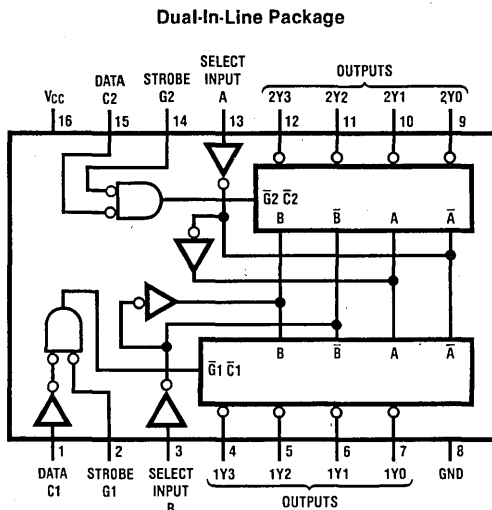 Dual-In-Line Package
VCC
DATA C2
STROBE G2
SELECT INPUT A
OUTPUTS
2Y3 2Y2 2Y1 2Y0
16 15 14 13 12 11 10 9
G̅2 C̅2
B B̅ A A̅
B B̅ A A̅
G̅1 C̅1
1 2 3 4 5 6 7 8
DATA C1
STROBE G1
SELECT INPUT B
1Y3 1Y2 1Y1 1Y0
GND
OUTPUTS